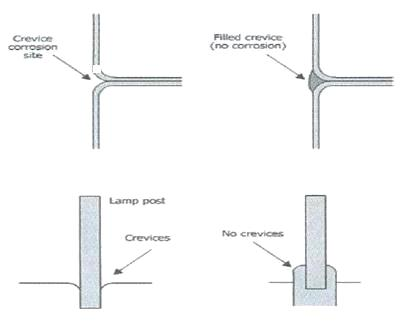 Crevice
corrosion
site
Filled crevice
(no corrosion)
Lamp post
Crevices
No crevices